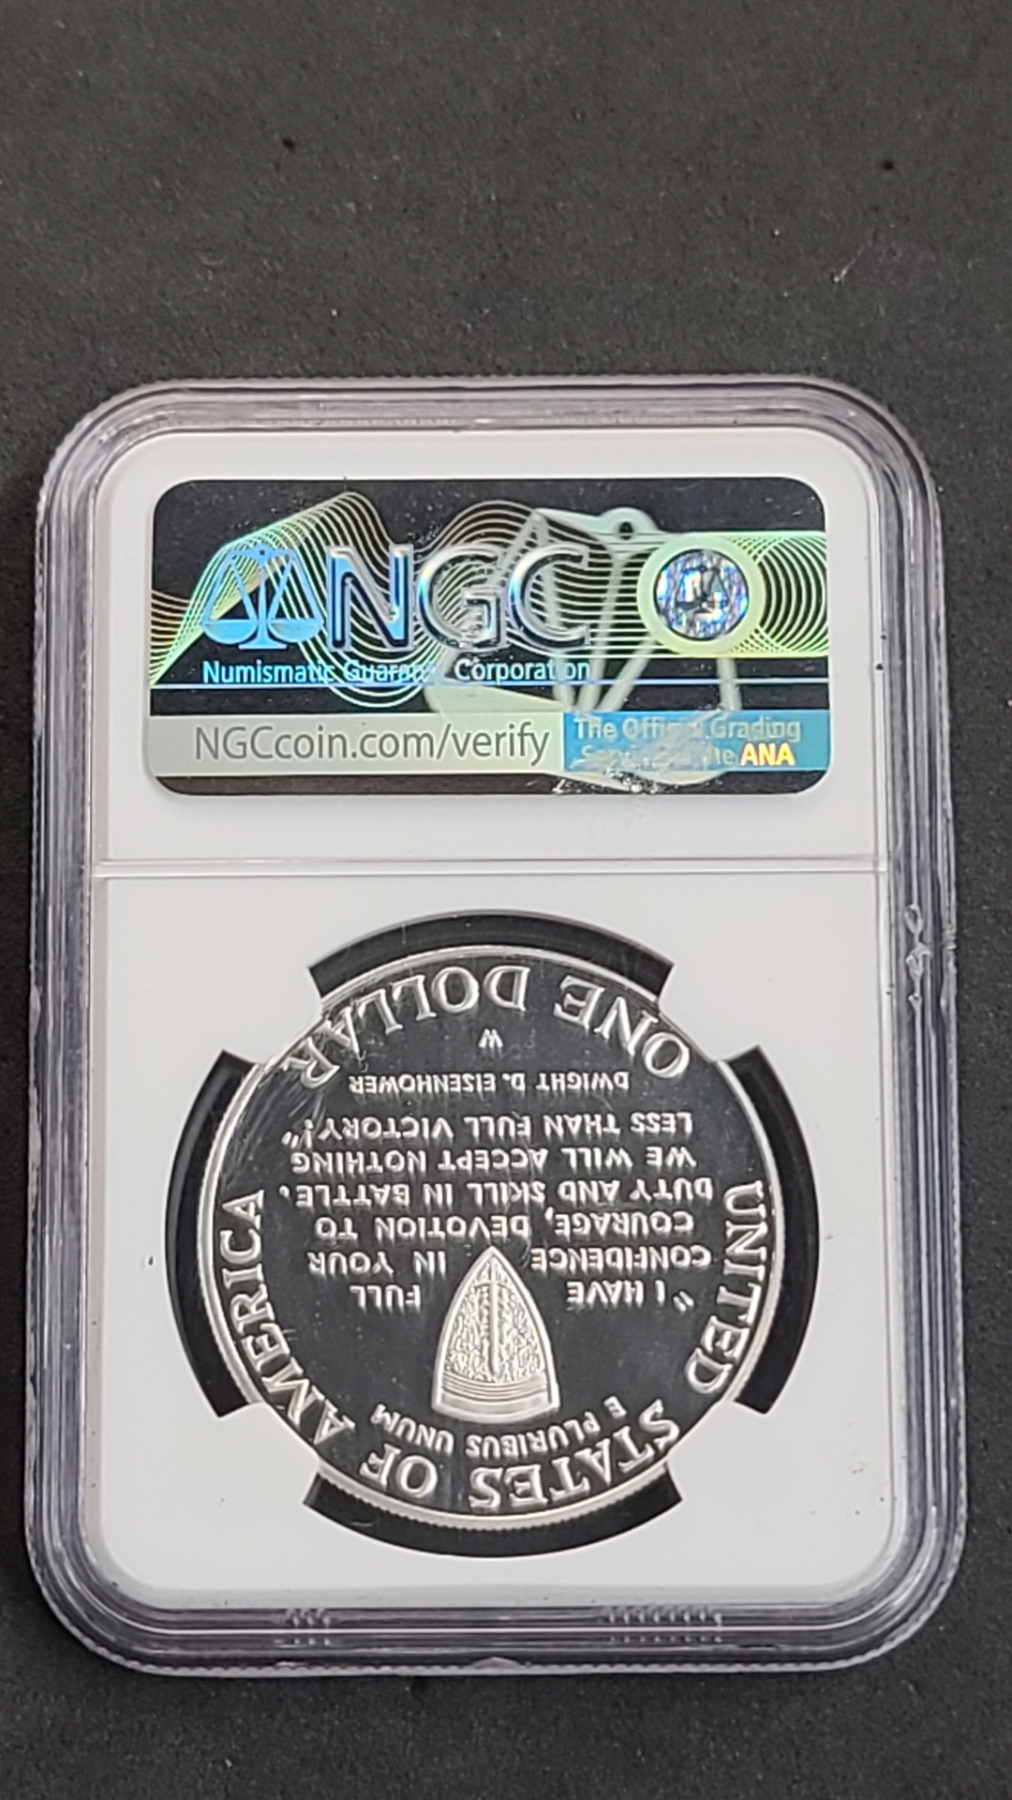 NGC
Numismatic Guaranty Corporation
NGCcoin.com/verify
The Official Grading
Service of the ANA
UNITED STATES OF AMERICA
E PLURIBUS UNUM
"I HAVE FULL
CONFIDENCE IN YOUR
COURAGE, DEVOTION TO
DUTY AND SKILL IN BATTLE.
WE WILL ACCEPT NOTHING
LESS THAN FULL VICTORY!"
DWIGHT D. EISENHOWER
W
ONE DOLLAR